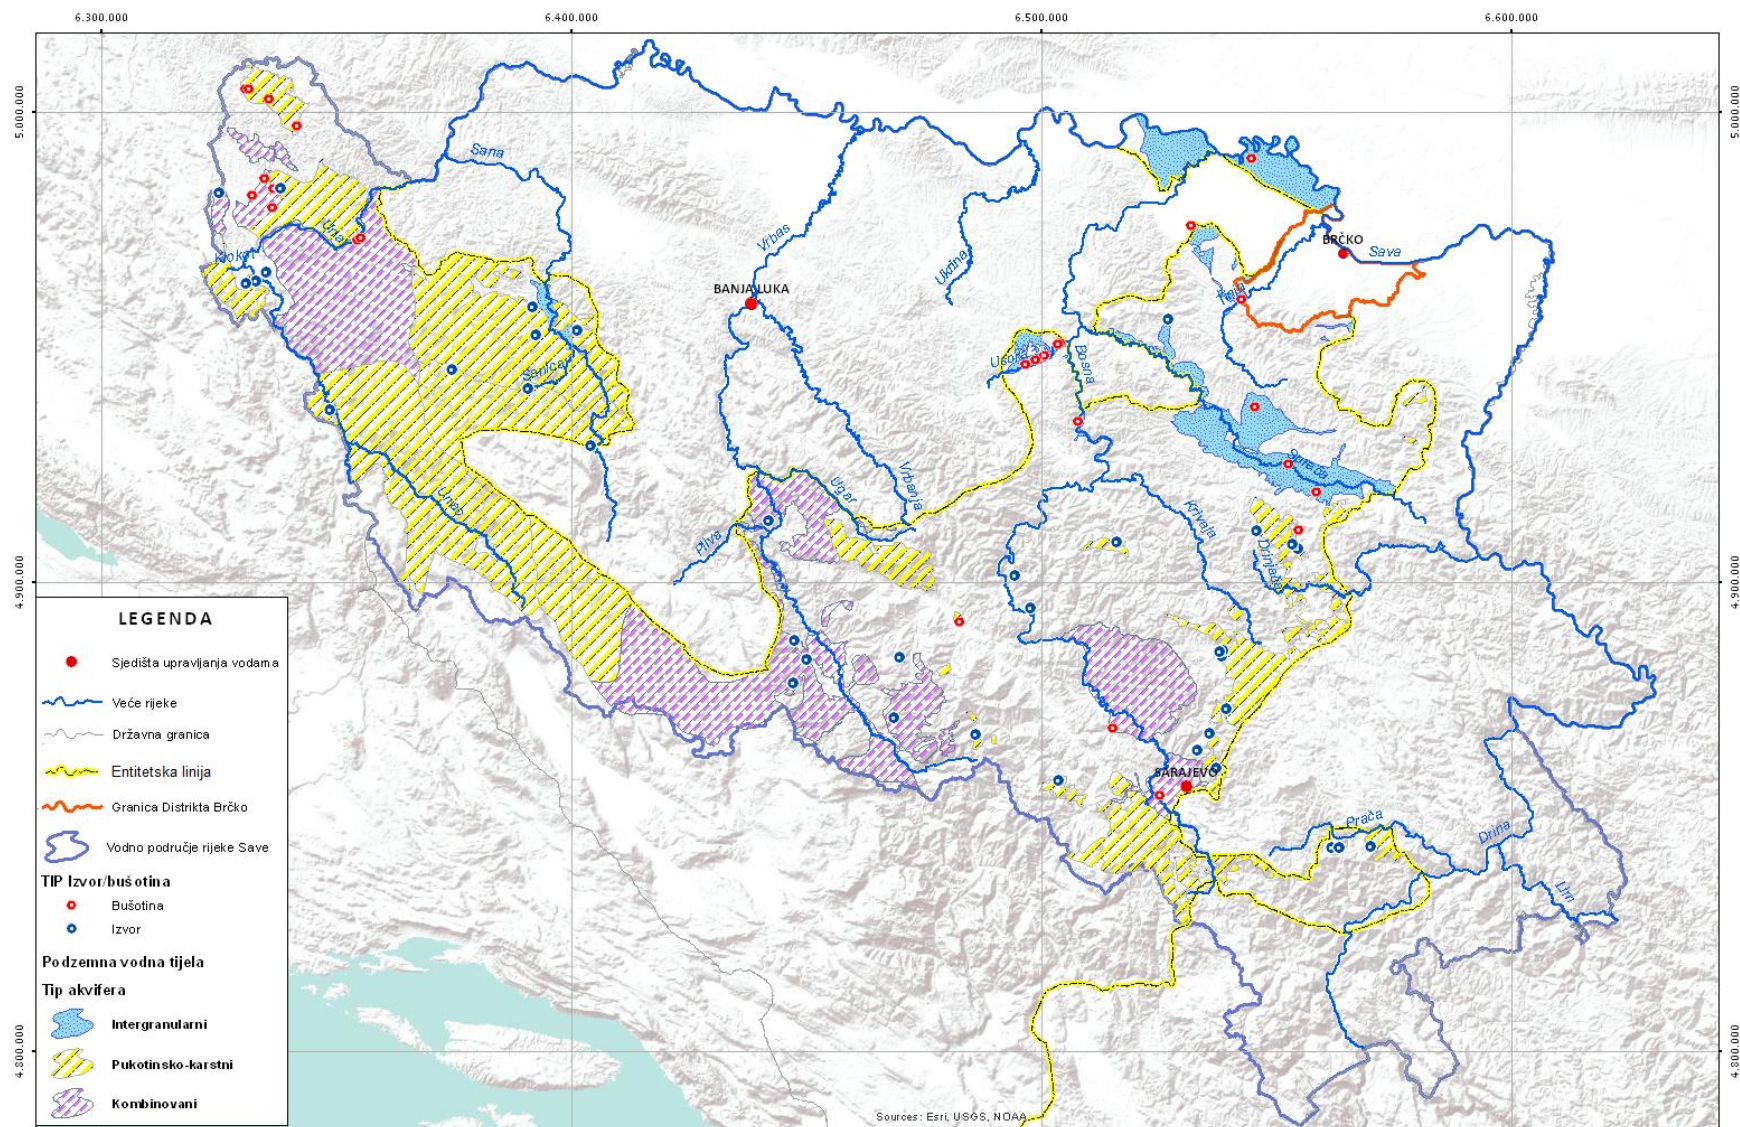 6.300.000
6.400.000
6.500.000
6.600.000
5.000.000
5.000.000
Sana
Una
Klokot
Vrbas
Ukrina
BRČKO
Sava
Tinja
BANJA LUKA
Usora
Bosna
Sanica
Spreča
Unac
Ugar
Vrbanja
Pliva
Krivaja
Drinjača
4.900.000
4.900.000
SARAJEVO
Prača
Drina
Lim
4.800.000
4.800.000
LEGENDA
Sjedišta upravljanja vodama
Veće rijeke
Državna granica
Entitetska linija
Granica Distrikta Brčko
Vodno područje rijeke Save
TIP Izvor/bušotina
Bušotina
Izvor
Podzemna vodna tijela
Tip akvifera
Intergranularni
Pukotinsko-karstni
Kombinovani
Sources: Esri, USGS, NOAA